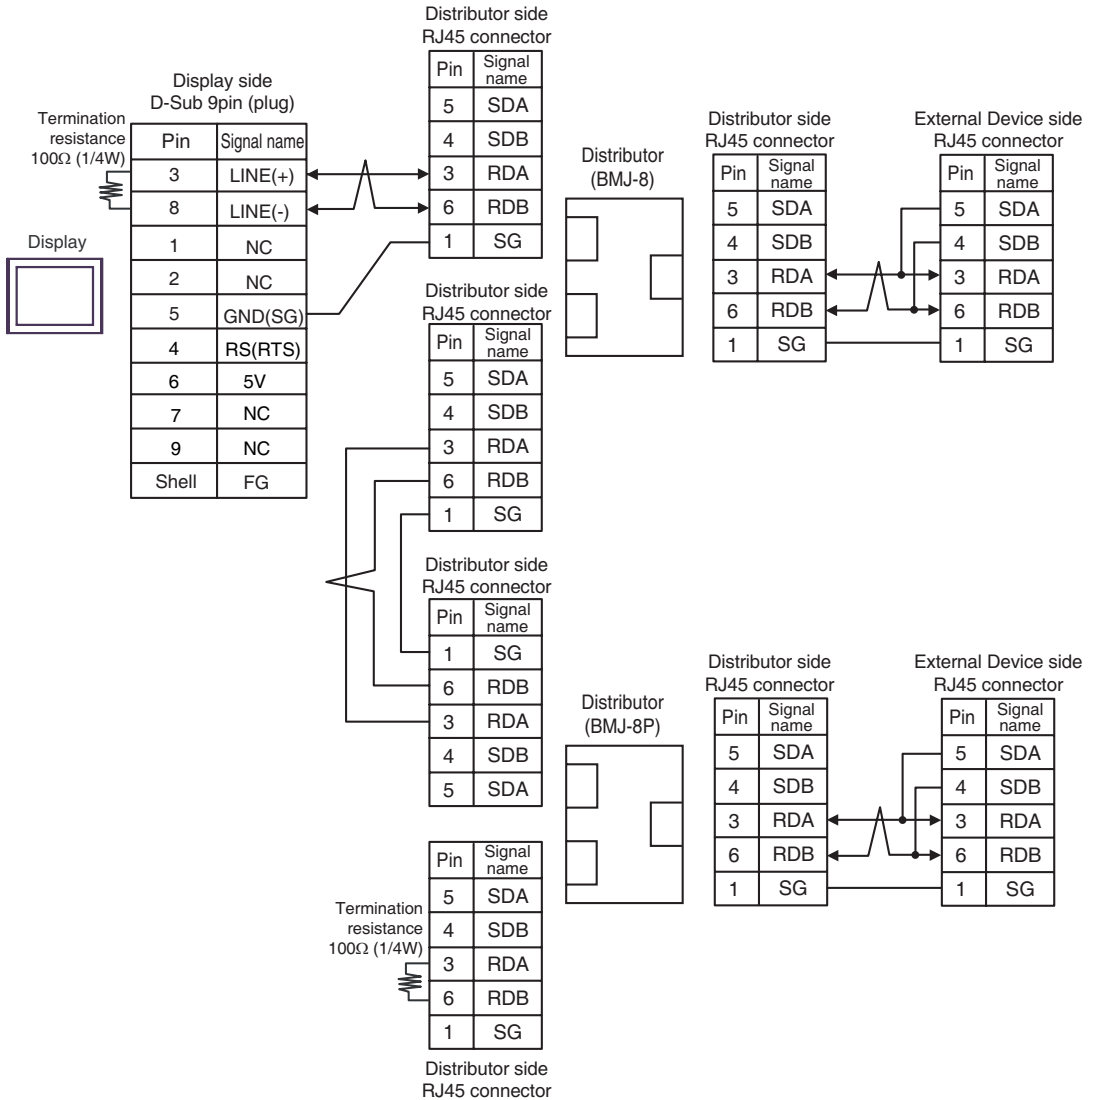 Distributor side
RJ45 connector
Pin Signal name
5 SDA
4 SDB
3 RDA
6 RDB
1 SG
Display side
D-Sub 9pin (plug)
Termination
resistance
100Ω (1/4W)
Pin Signal name
3 LINE(+)
8 LINE(-)
1 NC
2 NC
5 GND(SG)
4 RS(RTS)
6 5V
7 NC
9 NC
Shell FG
Display
Distributor
(BMJ-8)
Distributor side
RJ45 connector
Pin Signal name
5 SDA
4 SDB
3 RDA
6 RDB
1 SG
External Device side
RJ45 connector
Pin Signal name
5 SDA
4 SDB
3 RDA
6 RDB
1 SG
Distributor side
RJ45 connector
Pin Signal name
5 SDA
4 SDB
3 RDA
6 RDB
1 SG
Distributor side
RJ45 connector
Pin Signal name
1 SG
6 RDB
3 RDA
4 SDB
5 SDA
Distributor
(BMJ-8P)
Distributor side
RJ45 connector
Pin Signal name
5 SDA
4 SDB
3 RDA
6 RDB
1 SG
External Device side
RJ45 connector
Pin Signal name
5 SDA
4 SDB
3 RDA
6 RDB
1 SG
Termination
resistance
100Ω (1/4W)
Pin Signal name
5 SDA
4 SDB
3 RDA
6 RDB
1 SG
Distributor side
RJ45 connector